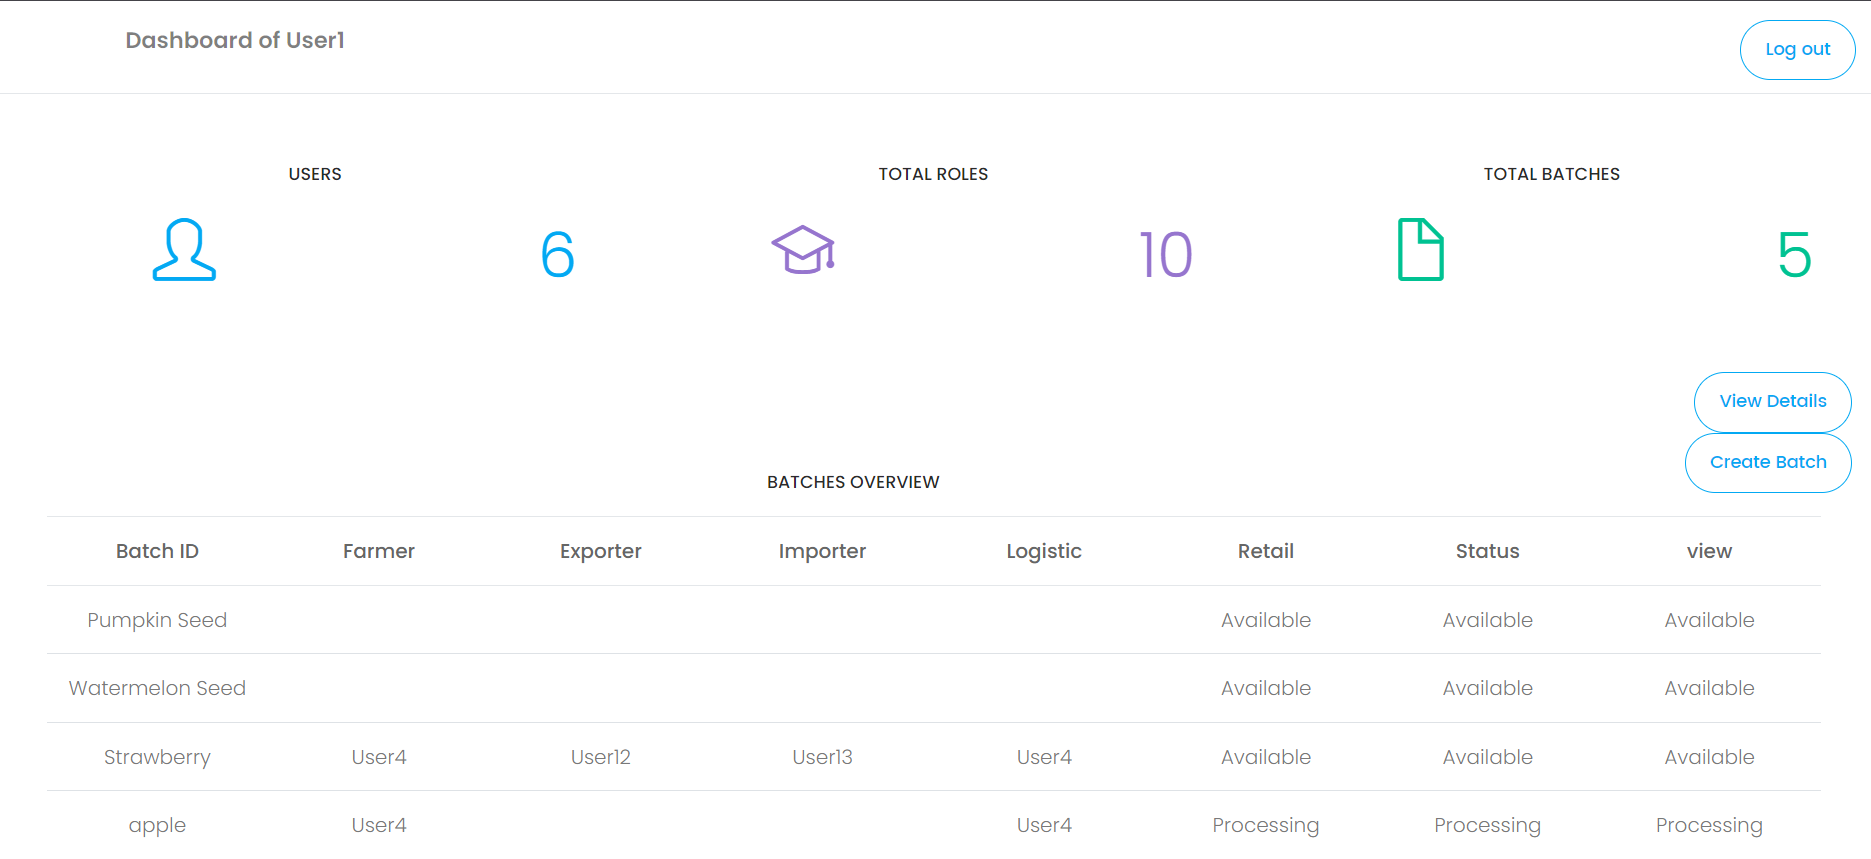 Dashboard of User1
Log out
USERS
TOTAL ROLES
TOTAL BATCHES
6
10
5
View Details
Create Batch
BATCHES OVERVIEW
Batch ID Farmer Exporter Importer Logistic Retail Status view
Pumpkin Seed Available Available Available
Watermelon Seed Available Available Available
Strawberry User4 User12 User13 User4 Available Available Available
apple User4 User4 Processing Processing Processing